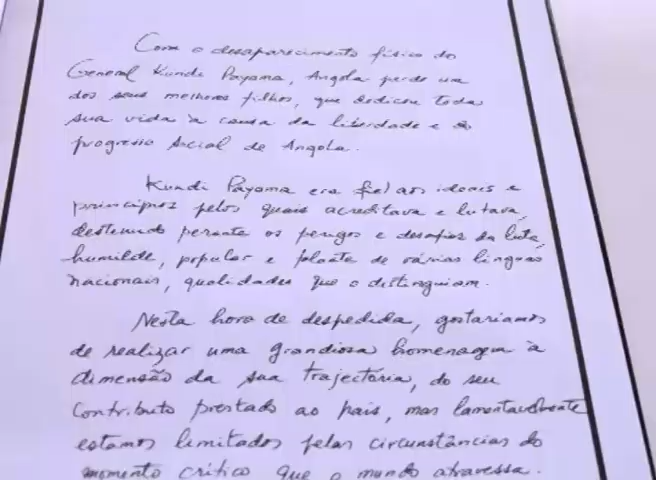 Com o desaparecimento físico do
General Kundi Payama, Angola perde um
dos seus melhores filhos, que dedicou toda
sua vida à causa da liberdade e do
progresso social de Angola.
Kundi Payama era fiel aos ideais e
princípios pelos quais acreditava e lutava,
destemido perante os perigos e desafios da luta,
humilde, popular e falante de várias línguas
nacionais, qualidades que o distinguiam.
Nesta hora de despedida, gostaríamos
de realizar uma grandiosa homenagem à
dimensão da sua trajectória, do seu
contributo prestado ao país, mas lamentavelmente
estamos limitados pelas circunstâncias do
momento crítico que o mundo atravessa.